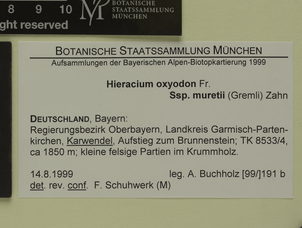 8 9 10
BOTANISCHE
STAATSSAMMLUNG
MÜNCHEN
ght reserved
BOTANISCHE STAATSSAMMLUNG MÜNCHEN
Aufsammlungen der Bayerischen Alpen-Biotopkartierung 1999
Hieracium oxyodon Fr.
Ssp. muretii (Gremli) Zahn
DEUTSCHLAND, Bayern:
Regierungsbezirk Oberbayern, Landkreis Garmisch-Parten-
kirchen, Karwendel, Aufstieg zum Brunnenstein; TK 8533/4,
ca 1850 m; kleine felsige Partien im Krummholz.
14.8.1999 leg. A. Buchholz [99/]191 b
det. rev. conf. F. Schuhwerk (M)